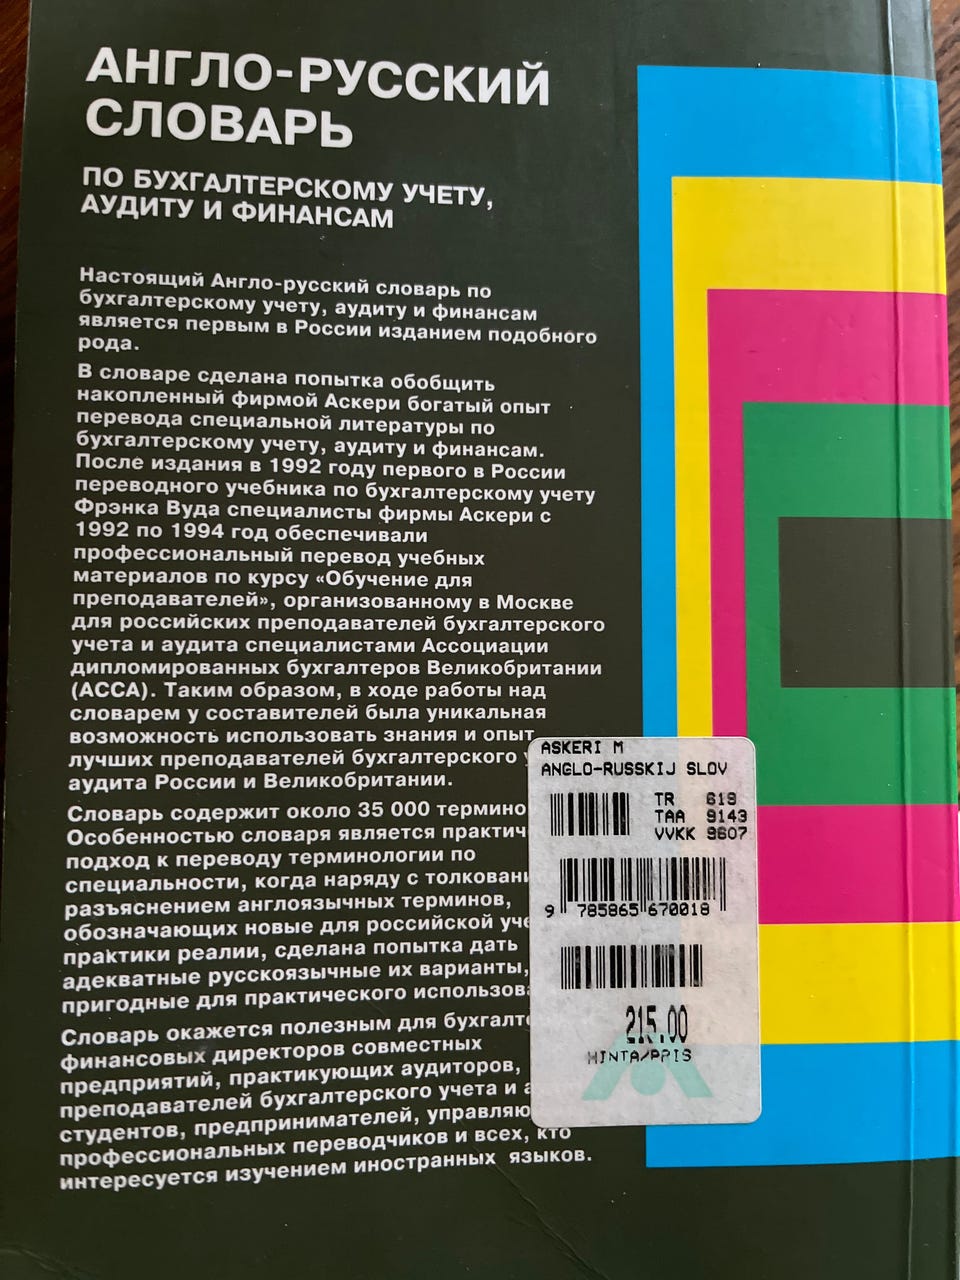 АНГЛО-РУССКИЙ
СЛОВАРЬ
ПО БУХГАЛТЕРСКОМУ УЧЕТУ,
АУДИТУ И ФИНАНСАМ
Настоящий Англо-русский словарь по
бухгалтерскому учету, аудиту и финансам
является первым в России изданием подобного
рода.
В словаре сделана попытка обобщить
накопленный фирмой Аскери богатый опыт
перевода специальной литературы по
бухгалтерскому учету, аудиту и финансам.
После издания в 1992 году первого в России
переводного учебника по бухгалтерскому учету
Фрэнка Вуда специалисты фирмы Аскери с
1992 по 1994 год обеспечивали
профессиональный перевод учебных
материалов по курсу «Обучение для
преподавателей», организованному в Москве
для российских преподавателей бухгалтерского
учета и аудита специалистами Ассоциации
дипломированных бухгалтеров Великобритании
(АССА). Таким образом, в ходе работы над
словарем у составителей была уникальная
возможность использовать знания и опыт
лучших преподавателей бухгалтерского
аудита России и Великобритании.
Словарь содержит около 35 000 термино
Особенностью словаря является практич
подход к переводу терминологии по
специальности, когда наряду с толковани
разъяснением англоязычных терминов,
обозначающих новые для российской уче
практики реалии, сделана попытка дать
адекватные русскоязычные их варианты,
пригодные для практического использова
Словарь окажется полезным для бухгалте
финансовых директоров совместных
предприятий, практикующих аудиторов,
преподавателей бухгалтерского учета и а
студентов, предпринимателей, управляю
профессиональных переводчиков и всех, кто
интересуется изучением иностранных языков.
ASKERI M
ANGLO-RUSSKIJ SLOV
TR 619
TAA 9143
VVKK 9607
9 785865 670018
215.00
HINTA/PRIS